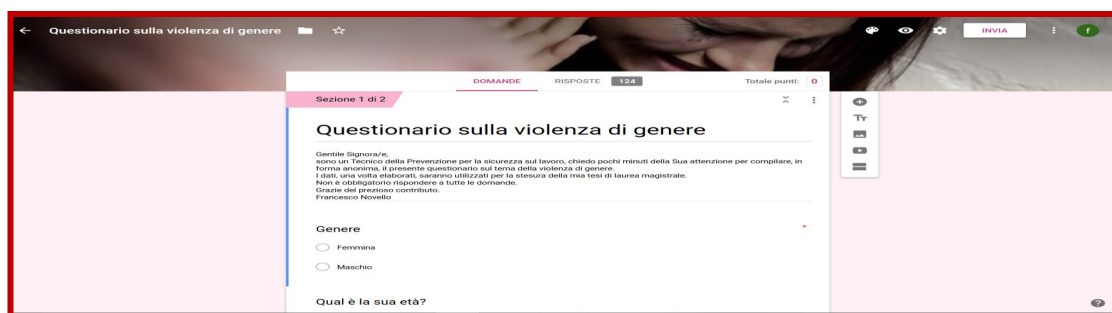 Questionario sulla violenza di genere
INVIA
f
DOMANDE
RISPOSTE 124
Totale punti: 0
Sezione 1 di 2
Questionario sulla violenza di genere
Gentile Signora/e,
sono un Tecnico della Prevenzione per la sicurezza sul lavoro, chiedo pochi minuti della Sua attenzione per compilare, in
forma anonima, il presente questionario sul tema della violenza di genere.
I dati, una volta elaborati, saranno utilizzati per la stesura della mia tesi di laurea magistrale.
Non è obbligatorio rispondere a tutte le domande.
Grazie del prezioso contributo.
Francesco Novello
Genere *
Femmina
Maschio
Qual è la sua età?
Tт